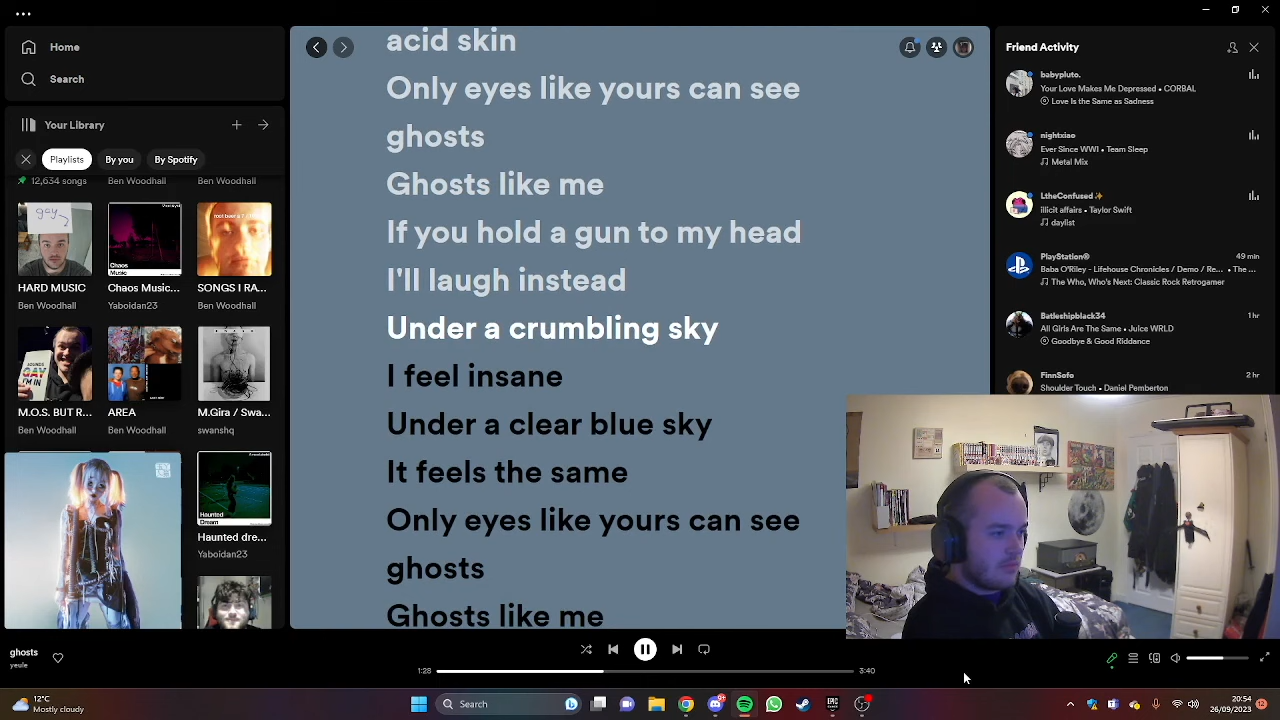 Home
Search
Your Library
Playlists
By you
By Spotify
12,634 songs
Ben Woodhall
Ben Woodhall
gay
Chaos
Music
HARD MUSIC
Chaos Music...
SONGS I RA...
Ben Woodhall
Yaboidan23
Ben Woodhall
M.O.S. BUT R...
AREA
M.Gira / Swa...
Ben Woodhall
Ben Woodhall
swanshq
Haunted
Dream
Haunted dre...
Yaboidan23
acid skin
Only eyes like yours can see
ghosts
Ghosts like me
If you hold a gun to my head
I'll laugh instead
Under a crumbling sky
I feel insane
Under a clear blue sky
It feels the same
Only eyes like yours can see
ghosts
Ghosts like me
Friend Activity
babypluto.
Your Love Makes Me Depressed • CORBAL
Love Is the Same as Sadness
nightxiao
Ever Since WWI • Team Sleep
Metal Mix
LtheConfused✨
illicit affairs • Taylor Swift
daylist
PlayStation®
49 min
Baba O'Riley - Lifehouse Chronicles / Demo / Re... • The ...
The Who, Who's Next: Classic Rock Retrogamer
Batleshipblack34
1 hr
All Girls Are The Same • Juice WRLD
Goodbye & Good Riddance
FinnSofo
2 hr
Shoulder Touch • Daniel Pemberton
ghosts
yeule
1:28
3:40
12°C
Mostly cloudy
Search
20:54
26/09/2023